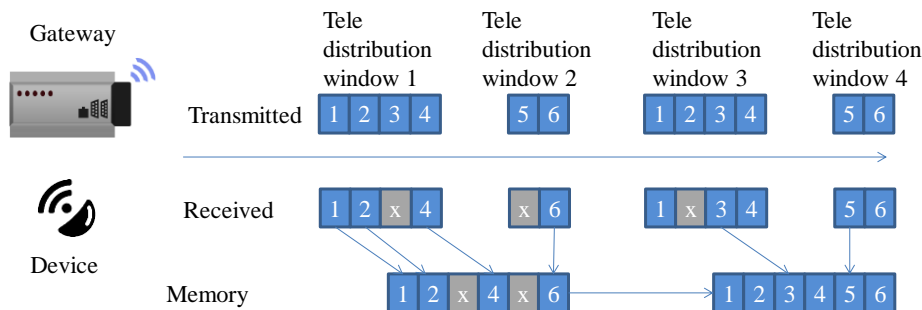 Gateway
Tele distribution window 1
Tele distribution window 2
Tele distribution window 3
Tele distribution window 4
Transmitted
1 2 3 4
5 6
1 2 3 4
5 6
Device
Received
1 2 x 4
x 6
1 x 3 4
5 6
Memory
1 2 x 4 x 6
1 2 3 4 5 6